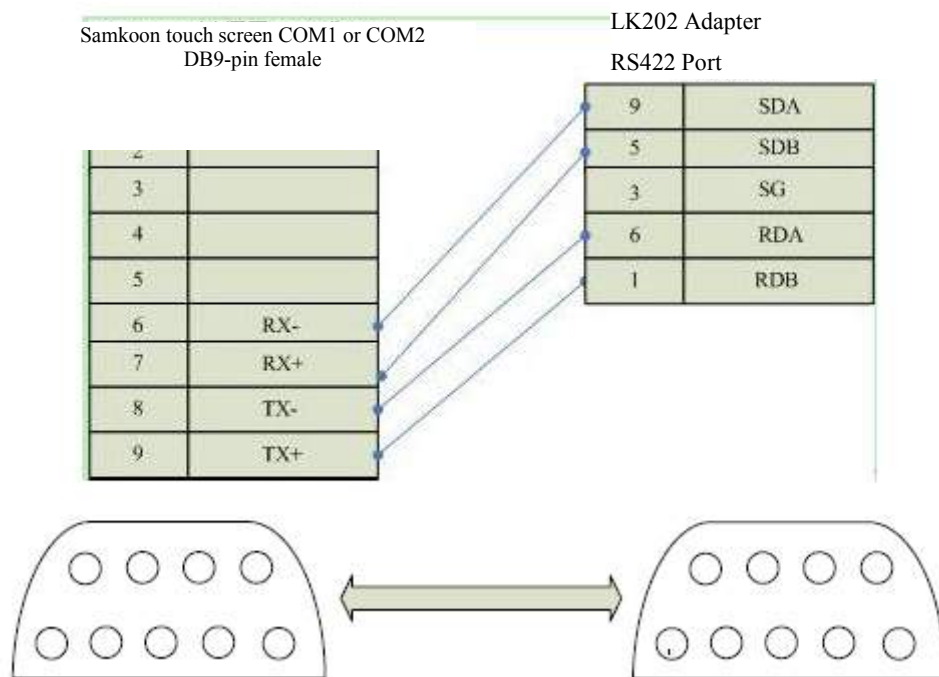 Samkoon touch screen COM1 or COM2
DB9-pin female
LK202 Adapter
RS422 Port
9 SDA
5 SDB
3 SG
6 RDA
1 RDB
3
4
5
6 RX-
7 RX+
8 TX-
9 TX+